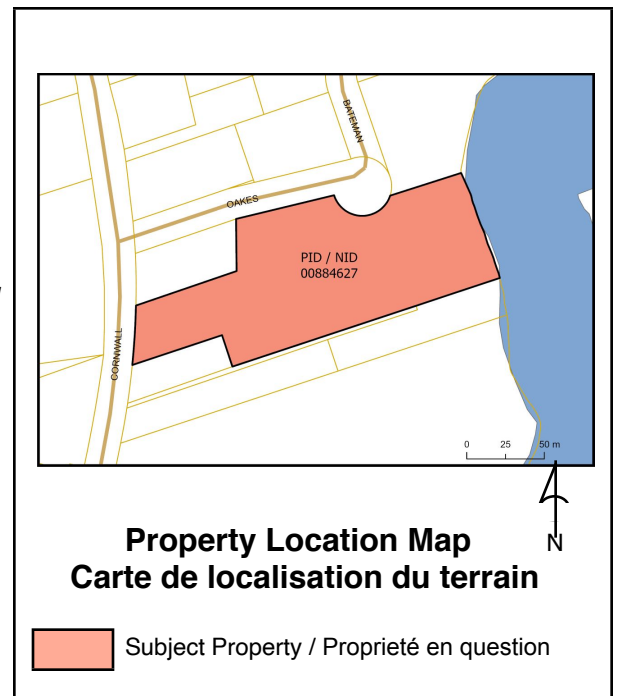 BATEMAN
OAKES
PID / NID
00884627
CORNWALL
0 25 50 m
N
Property Location Map
Carte de localisation du terrain
Subject Property / Proprieté en question